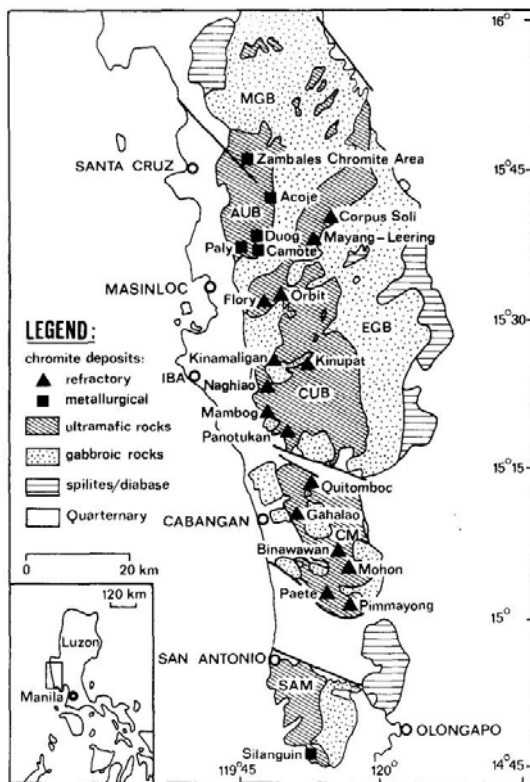 16°
MGB
Zambales Chromite Area
SANTA CRUZ
15°45
Acoje
AUB
Corpus Soli
Duog
Mayang-Leering
Paly
Camote
MASINLOC
Orbit
Flory
EGB
15°30
LEGEND:
chromite deposits:
refractory
metallurgical
ultramafic rocks
gabbroic rocks
spilites/diabase
Quarternary
0 20 km
Kinamaligan
Kinupat
IBA
Naghiao
CUB
Mambog
Panotukan
15°15
Quitomboc
CABANGAN
Gahalao
CM
Binawawan
Mohon
Paete
Pimmayong
15°
120 km
Luzon
Manila
SAN ANTONIO
SAM
OLONGAPO
Silanguin
119°45
120°
14°45